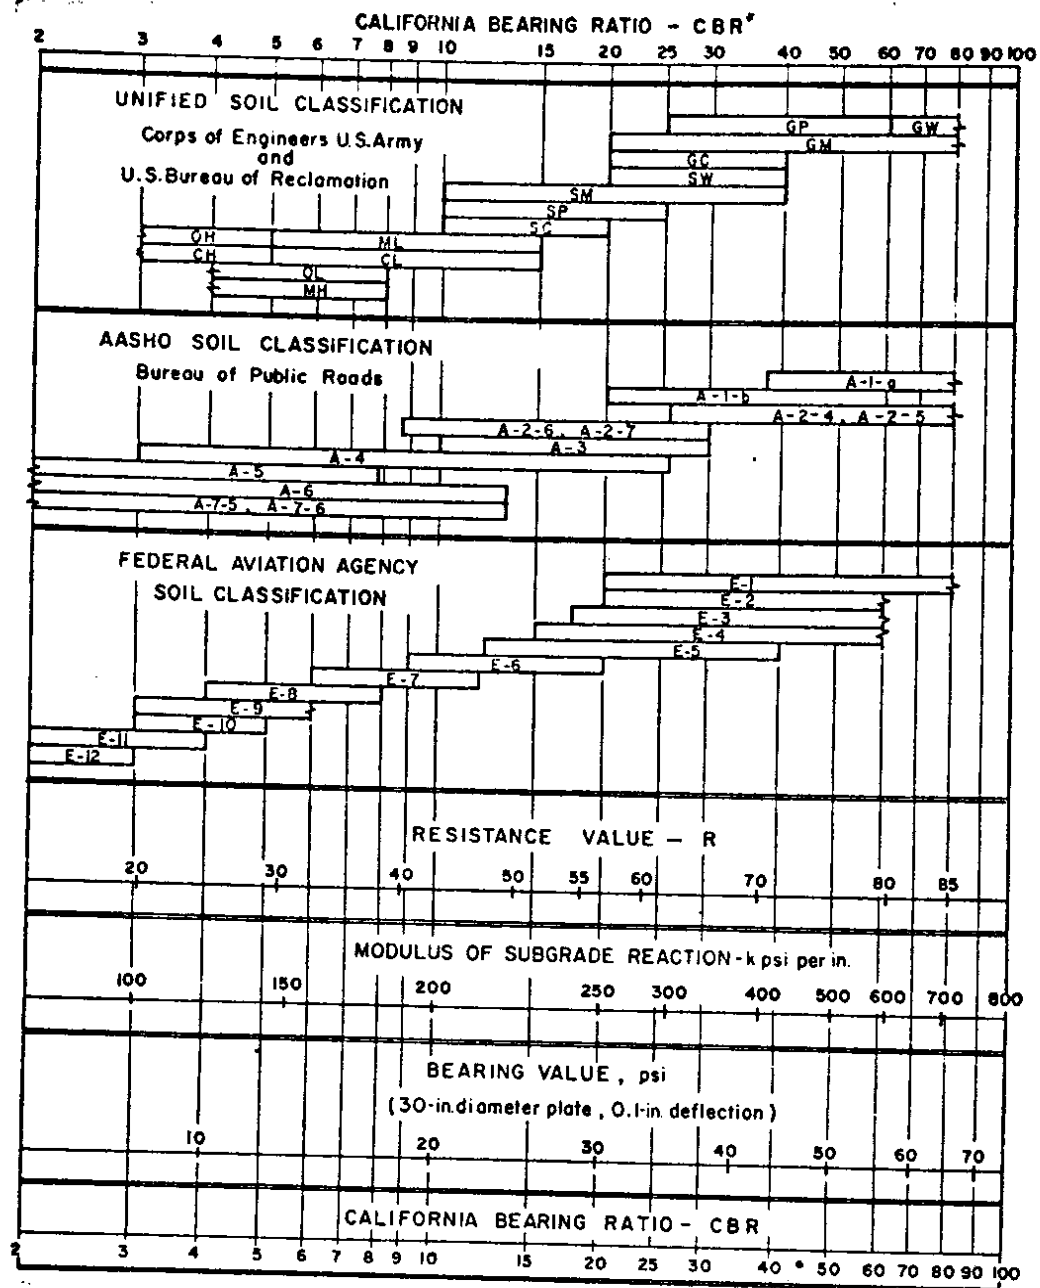 CALIFORNIA BEARING RATIO - CBR*
2 3 4 5 6 7 8 9 10 15 20 25 30 40 50 60 70 80 90 100
UNIFIED SOIL CLASSIFICATION
Corps of Engineers U.S.Army
and
U.S.Bureau of Reclamation
GP GW
GM
GC
SW
SM
SP
SC
OH ML
CH CL
OL
MH
AASHO SOIL CLASSIFICATION
Bureau of Public Roads
A-1-a
A-1-b
A-2-4, A-2-5
A-2-6, A-2-7
A-3
A-4
A-5
A-6
A-7-5, A-7-6
FEDERAL AVIATION AGENCY
SOIL CLASSIFICATION
E-1
E-2
E-3
E-4
E-5
E-6
E-7
E-8
E-9
E-10
E-11
E-12
RESISTANCE VALUE - R
20 30 40 50 55 60 70 80 85
MODULUS OF SUBGRADE REACTION-k psi per in.
100 150 200 250 300 400 500 600 700 800
BEARING VALUE, psi
(30-in.diameter plate, 0.1-in. deflection)
10 20 30 40 50 60 70
CALIFORNIA BEARING RATIO- CBR
2 3 4 5 6 7 8 9 10 15 20 25 30 40 50 60 70 80 90 100